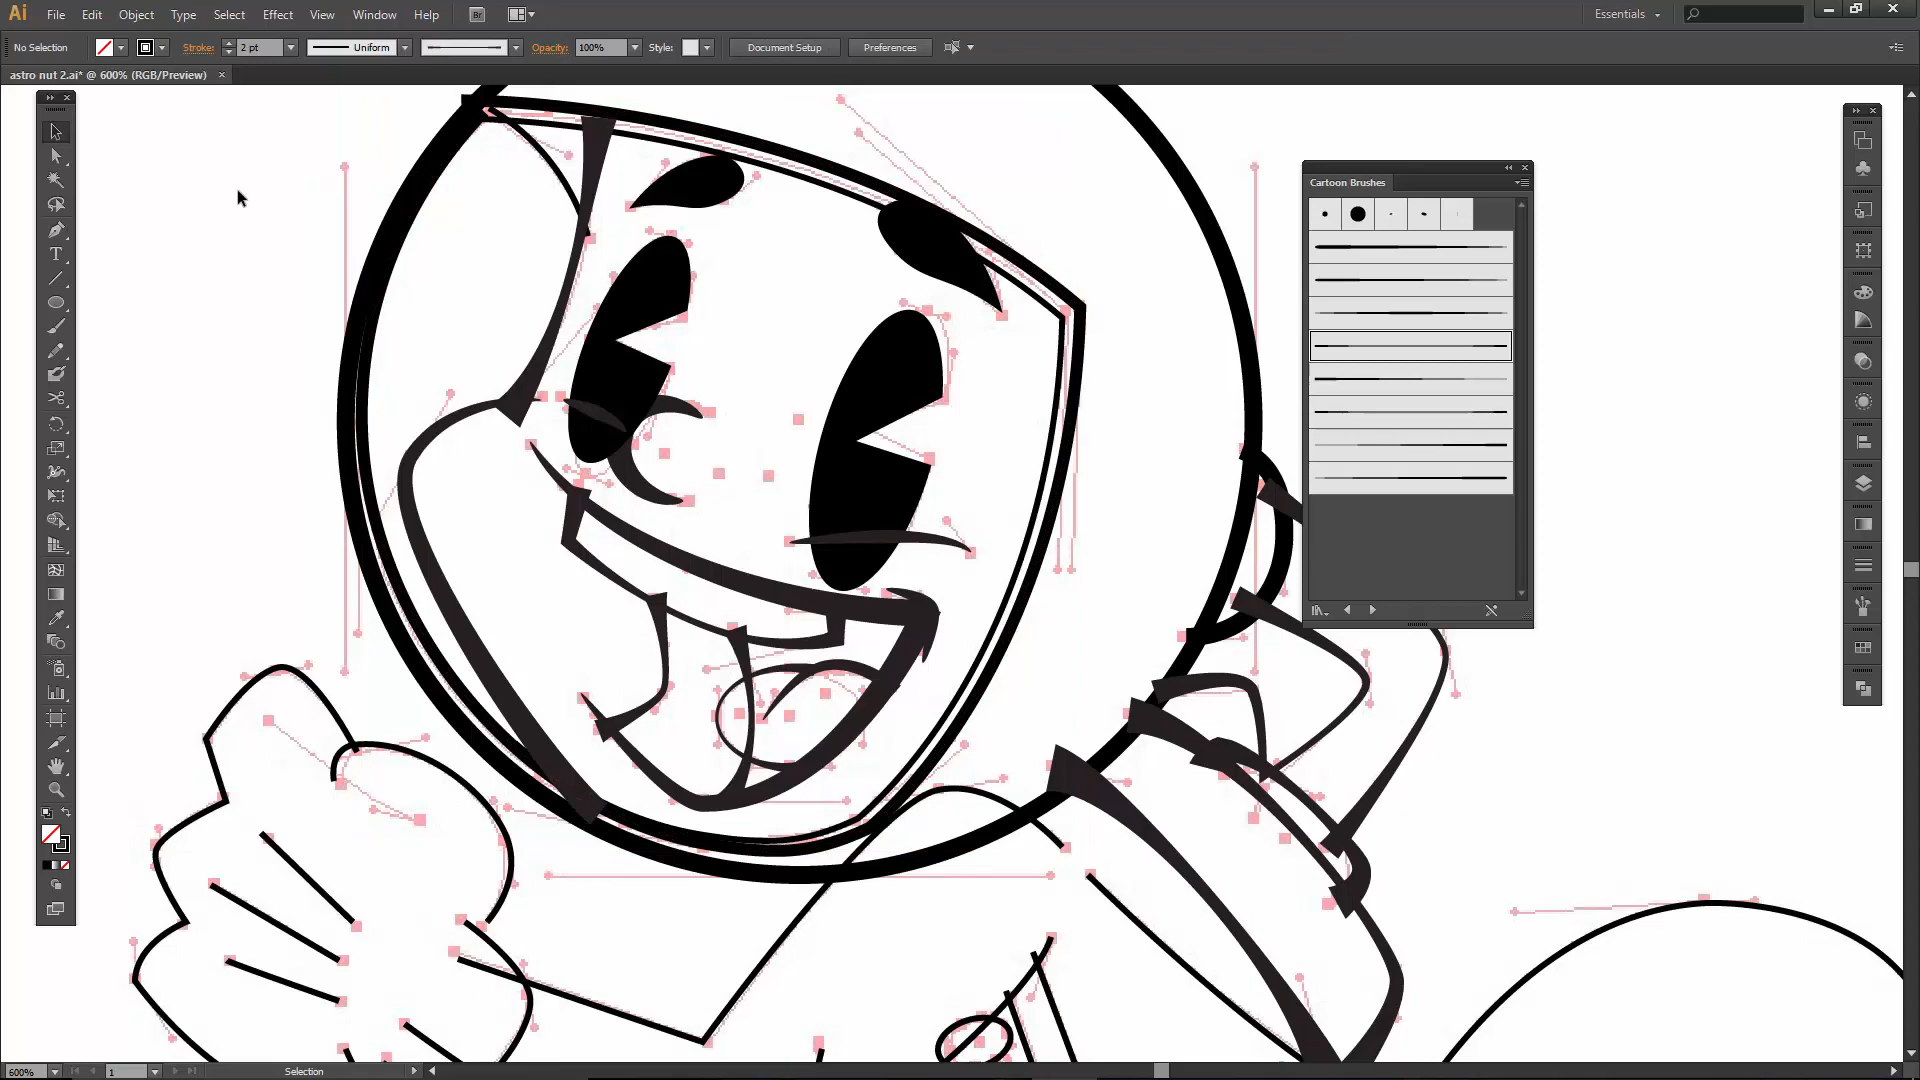 Ai File Edit Object Type Select Effect View Window Help Br Essentials
No Selection Stroke: 2 pt Uniform Opacity: 100% Style: Document Setup Preferences
astro nut 2.ai* @ 600% (RGB/Preview)
Cartoon Brushes
600% 1 Selection